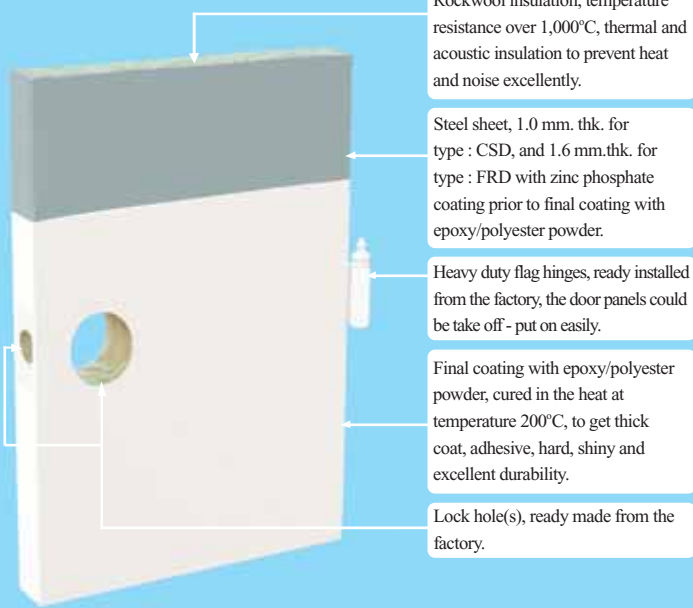 Rockwool insulation, temperature
resistance over 1,000°C, thermal and
acoustic insulation to prevent heat
and noise excellently.
Steel sheet, 1.0 mm. thk. for
type : CSD, and 1.6 mm.thk. for
type : FRD with zinc phosphate
coating prior to final coating with
epoxy/polyester powder.
Heavy duty flag hinges, ready installed
from the factory, the door panels could
be take off - put on easily.
Final coating with epoxy/polyester
powder, cured in the heat at
temperature 200°C, to get thick
coat, adhesive, hard, shiny and
excellent durability.
Lock hole(s), ready made from the
factory.